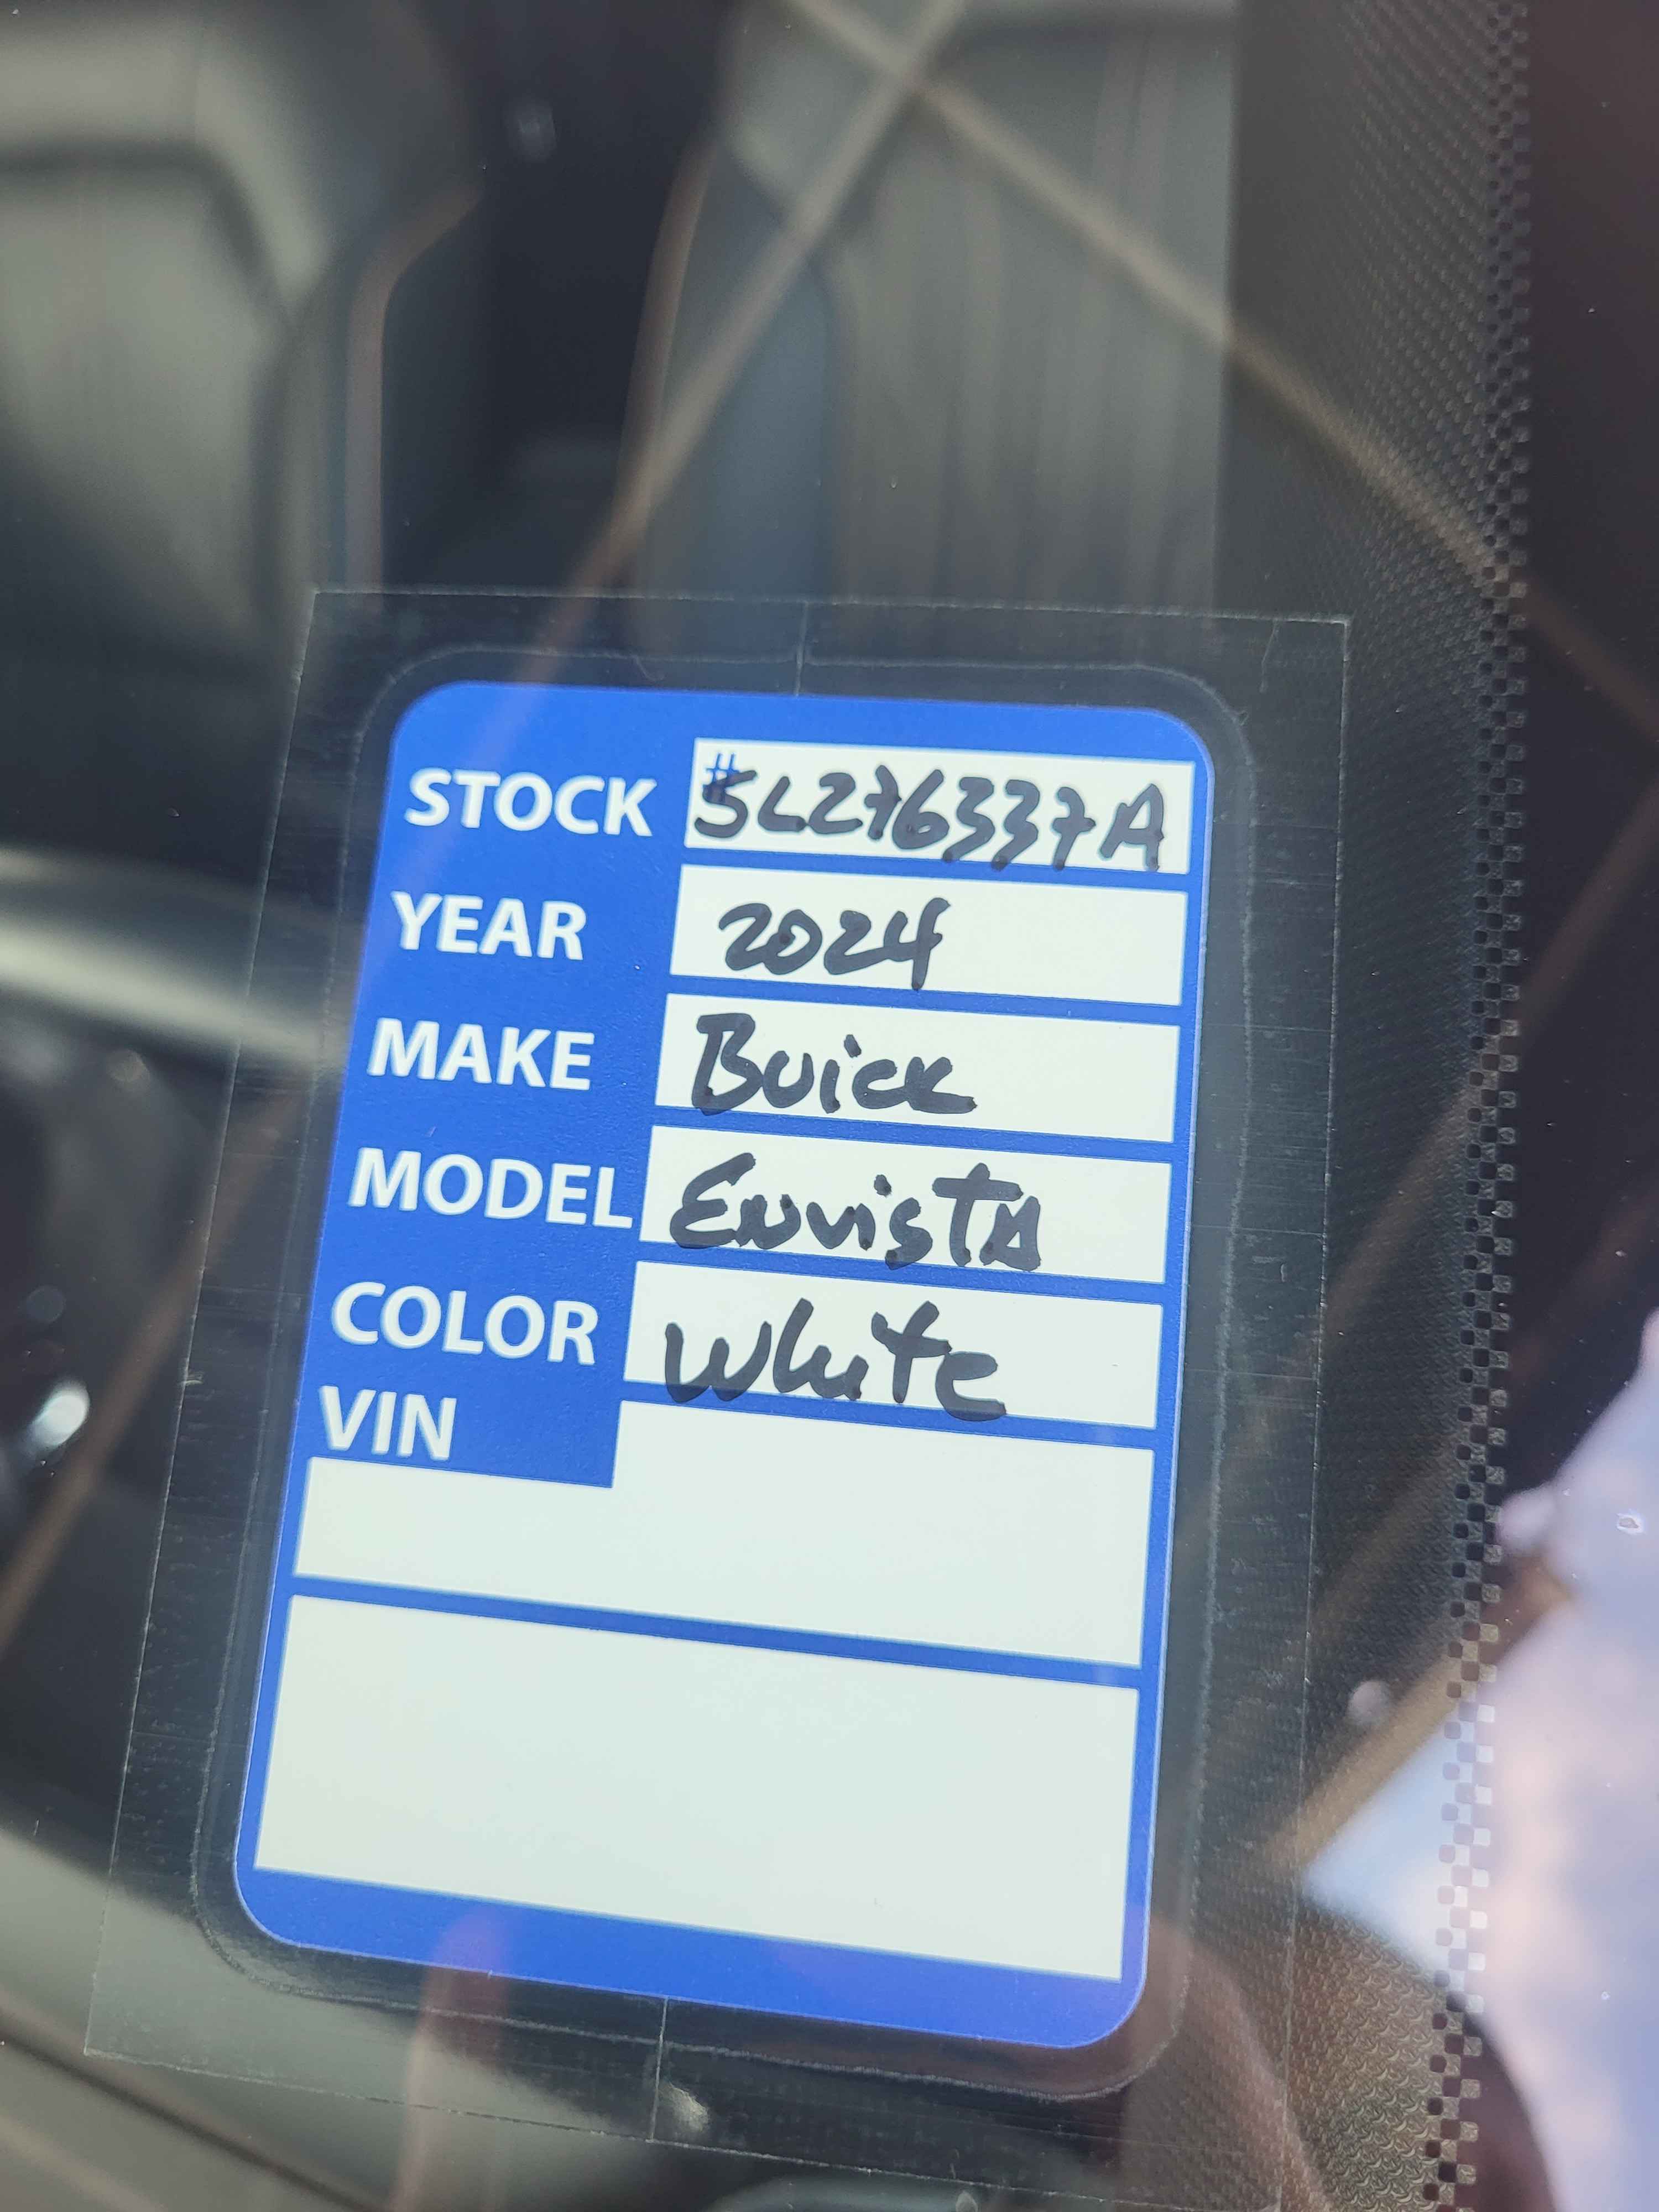 STOCK #5L276337A
YEAR 2024
MAKE Buick
MODEL EnvisTA
COLOR White
VIN